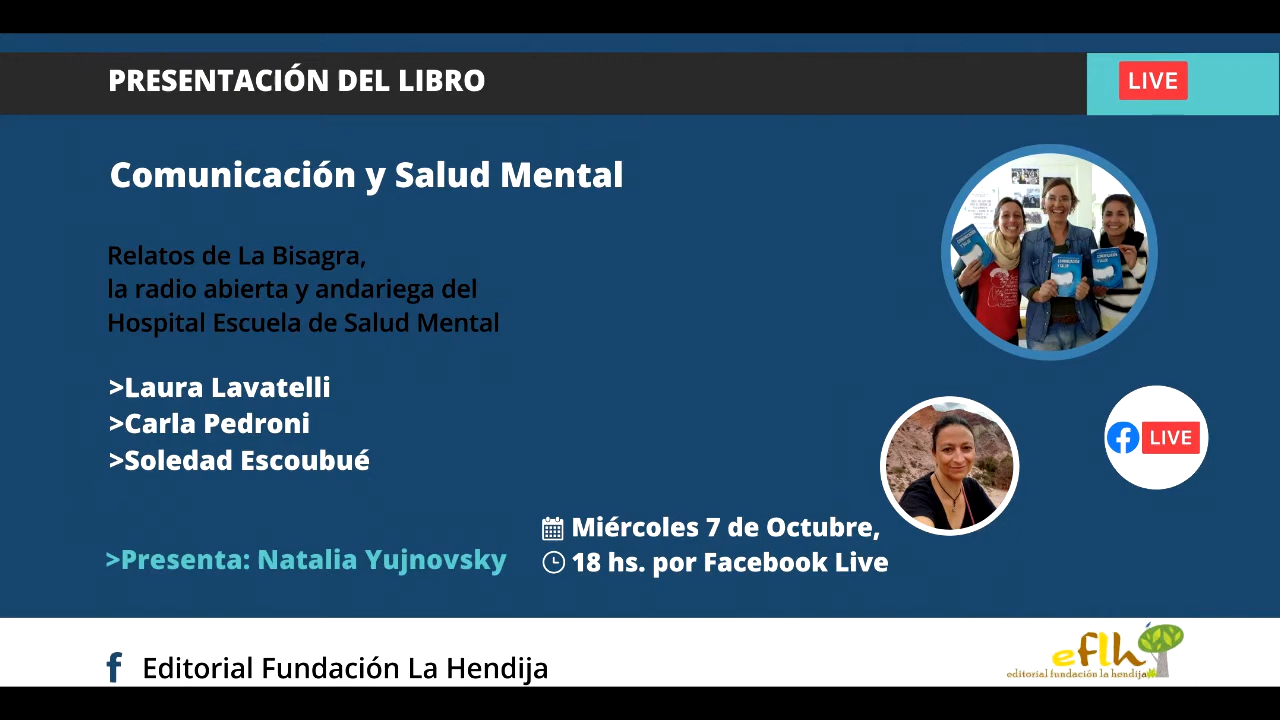 PRESENTACIÓN DEL LIBRO
LIVE
Comunicación y Salud Mental
Relatos de La Bisagra,
la radio abierta y andariega del
Hospital Escuela de Salud Mental
>Laura Lavatelli
>Carla Pedroni
>Soledad Escoubué
LIVE
>Presenta: Natalia Yujnovsky
Miércoles 7 de Octubre,
18 hs. por Facebook Live
f Editorial Fundación La Hendija
eflh
editorial fundación la hendija